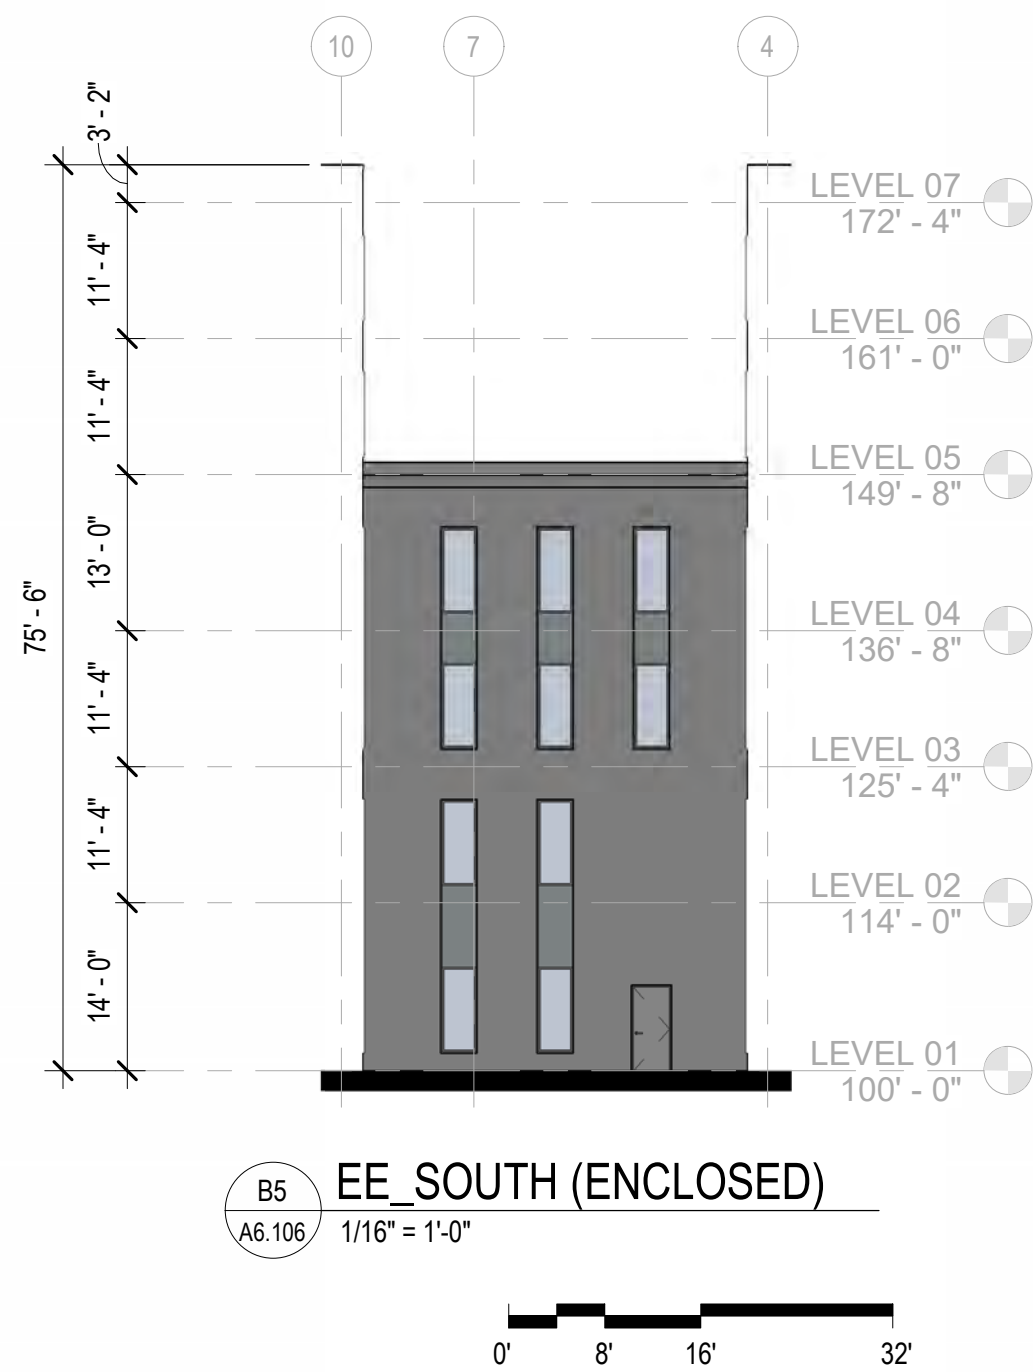 10
7
4
3' - 2"
11' - 4"
11' - 4"
13' - 0"
11' - 4"
11' - 4"
14' - 0"
75' - 6"
LEVEL 07
172' - 4"
LEVEL 06
161' - 0"
LEVEL 05
149' - 8"
LEVEL 04
136' - 8"
LEVEL 03
125' - 4"
LEVEL 02
114' - 0"
LEVEL 01
100' - 0"
B5
A6.106
EE_SOUTH (ENCLOSED)
1/16" = 1'-0"
0' 8' 16' 32'